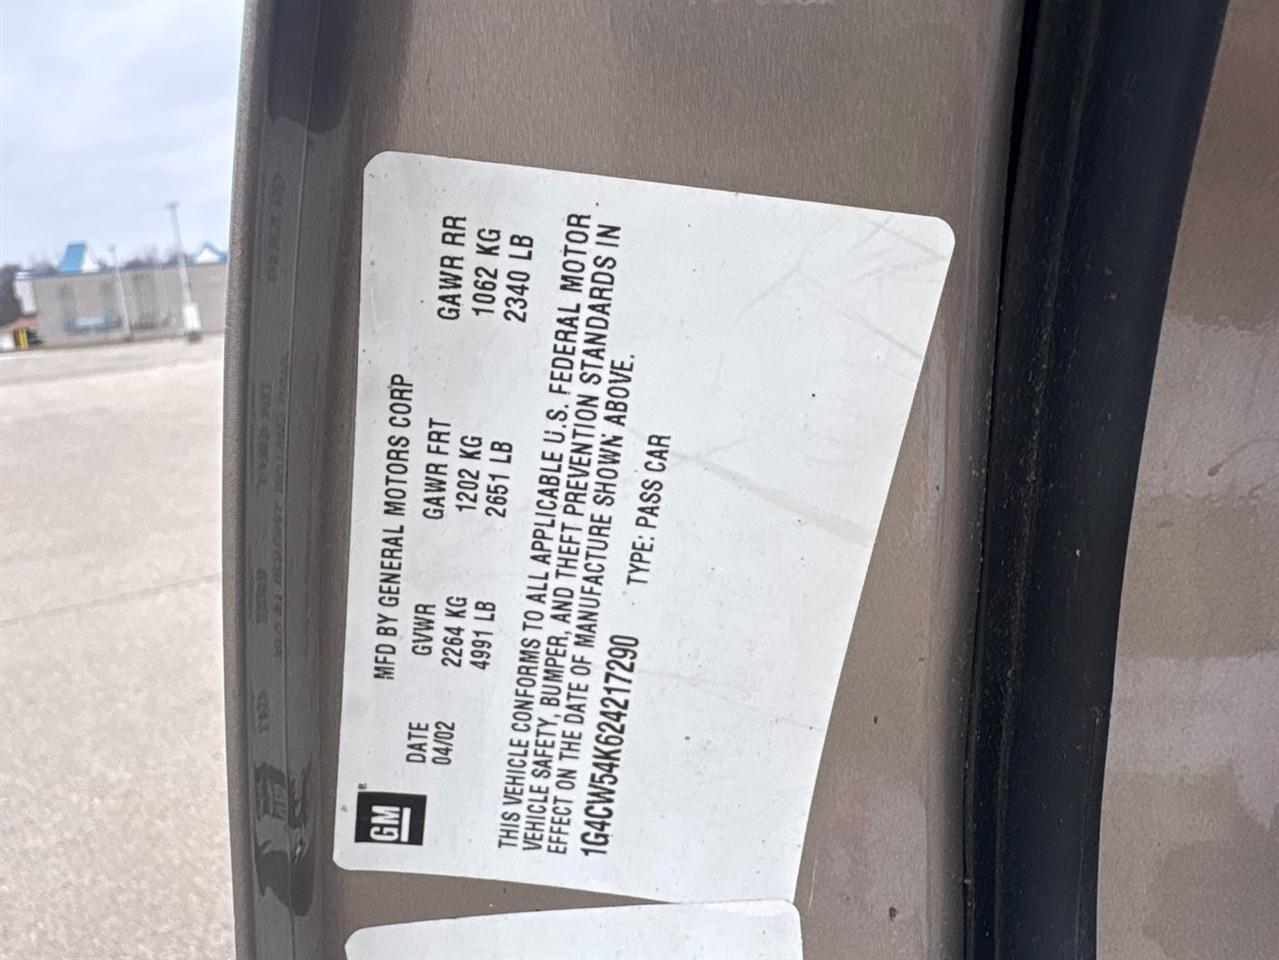 GM
MFD BY GENERAL MOTORS CORP
DATE GVWR GAWR FRT GAWR RR
04/02 2264 KG 1202 KG 1062 KG
4991 LB 2651 LB 2340 LB
THIS VEHICLE CONFORMS TO ALL APPLICABLE U.S. FEDERAL MOTOR
VEHICLE SAFETY, BUMPER, AND THEFT PREVENTION STANDARDS IN
EFFECT ON THE DATE OF MANUFACTURE SHOWN ABOVE.
1G4CW54K624217290 TYPE: PASS CAR